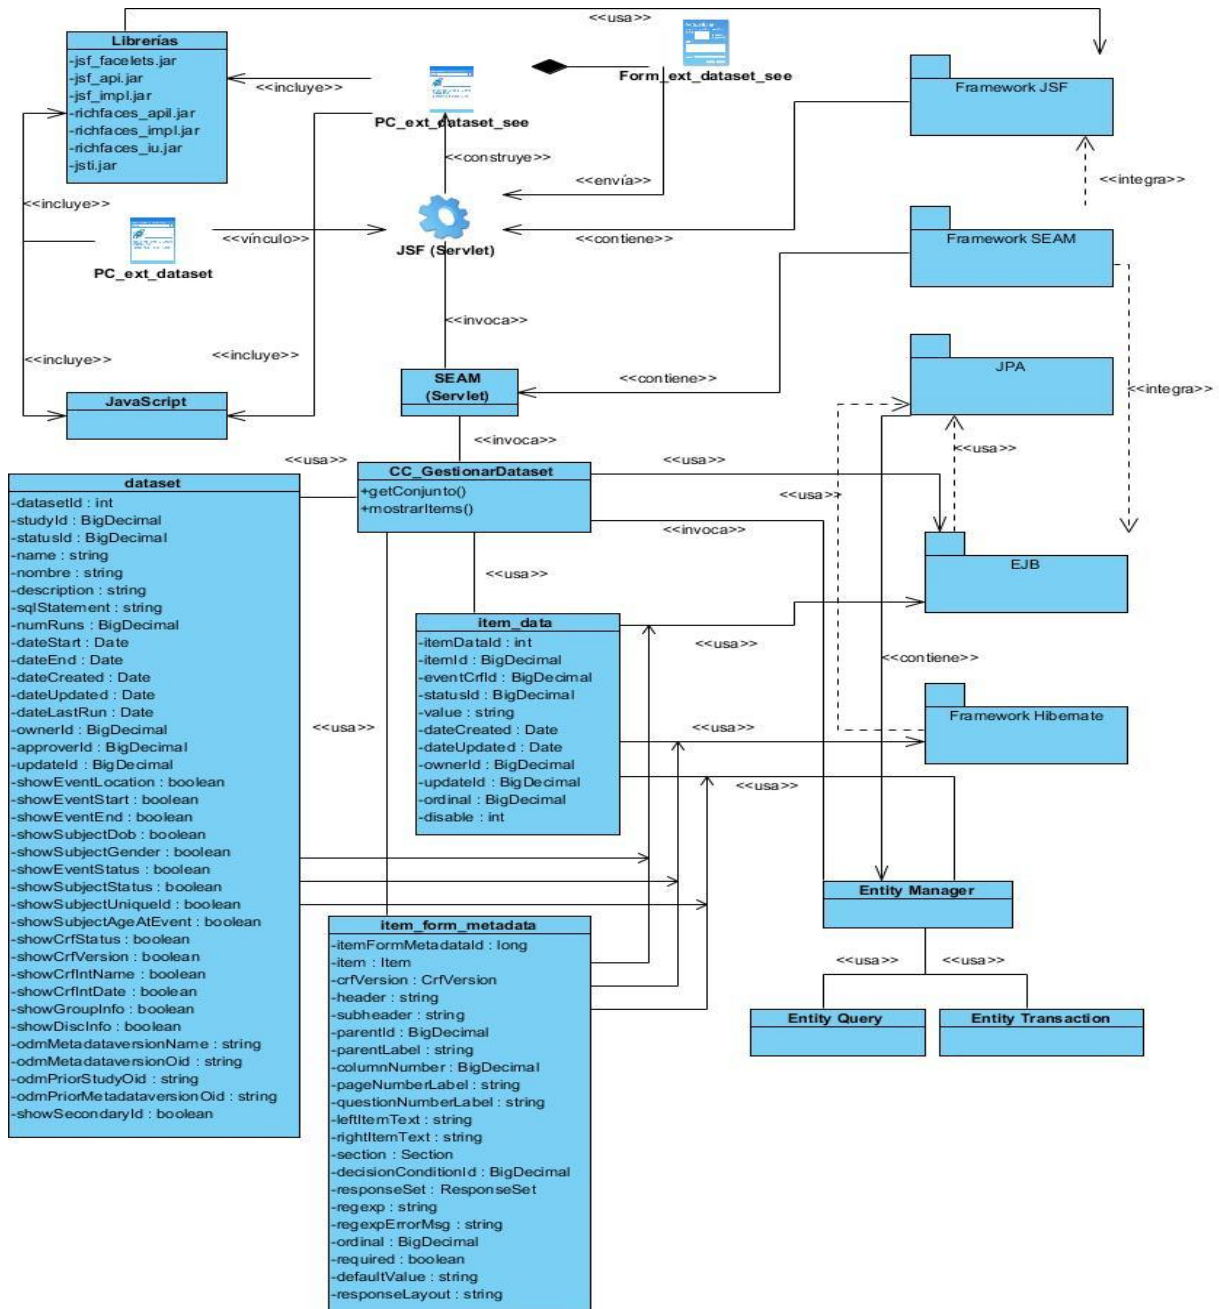 <<usa>>
Librerías
-jsf_facelets.jar
-jsf_api.jar
-jsf_impl.jar
-richfaces_apil.jar
-richfaces_impl.jar
-richfaces_iu.jar
-jsti.jar
<<incluye>>
PC_ext_dataset_see
Form_ext_dataset_see
Framework JSF
<<construye>>
<<envía>>
<<integra>>
<<incluye>>
PC_ext_dataset
<<vínculo>>
JSF (Servlet)
<<contiene>>
Framework SEAM
<<invoca>>
<<incluye>>
<<incluye>>
JavaScript
SEAM
(Servlet)
<<contiene>>
JPA
<<integra>>
<<invoca>>
<<usa>>
<<usa>>
<<usa>>
<<usa>>
CC_GestionarDataset
+getConjunto()
+mostrarItems()
<<invoca>>
<<usa>>
EJB
dataset
-datasetId : int
-studyId : BigDecimal
-statusId : BigDecimal
-name : string
-nombre : string
-description : string
-sqlStatement : string
-numRuns : BigDecimal
-dateStart : Date
-dateEnd : Date
-dateCreated : Date
-dateUpdated : Date
-dateLastRun : Date
-ownerId : BigDecimal
-approverId : BigDecimal
-updateId : BigDecimal
-showEventLocation : boolean
-showEventStart : boolean
-showEventEnd : boolean
-showSubjectDob : boolean
-showSubjectGender : boolean
-showEventStatus : boolean
-showSubjectStatus : boolean
-showSubjectUniqueId : boolean
-showSubjectAgeAtEvent : boolean
-showCrfStatus : boolean
-showCrfVersion : boolean
-showCrfIntName : boolean
-showCrfIntDate : boolean
-showGroupInfo : boolean
-showDiscInfo : boolean
-odmMetadataversionName : string
-odmMetadataversionOid : string
-odmPriorStudyOid : string
-odmPriorMetadataversionOid : string
-showSecondaryId : boolean
<<usa>>
item_data
-itemDataId : int
-itemId : BigDecimal
-eventCrfId : BigDecimal
-statusId : BigDecimal
-value : string
-dateCreated : Date
-dateUpdated : Date
-ownerId : BigDecimal
-updateId : BigDecimal
-ordinal : BigDecimal
-disable : int
<<usa>>
<<contiene>>
<<usa>>
Framework Hibernate
<<usa>>
item_form_metadata
-itemFormMetadataId : long
-item : Item
-crfVersion : CrfVersion
-header : string
-subheader : string
-parentId : BigDecimal
-parentLabel : string
-columnNumber : BigDecimal
-pageNumberLabel : string
-questionNumberLabel : string
-leftItemText : string
-rightItemText : string
-section : Section
-decisionConditionId : BigDecimal
-responseSet : ResponseSet
-regexp : string
-regexpErrorMsg : string
-ordinal : BigDecimal
-required : boolean
-defaultValue : string
-responseLayout : string
Entity Manager
<<usa>>
<<usa>>
Entity Query
Entity Transaction